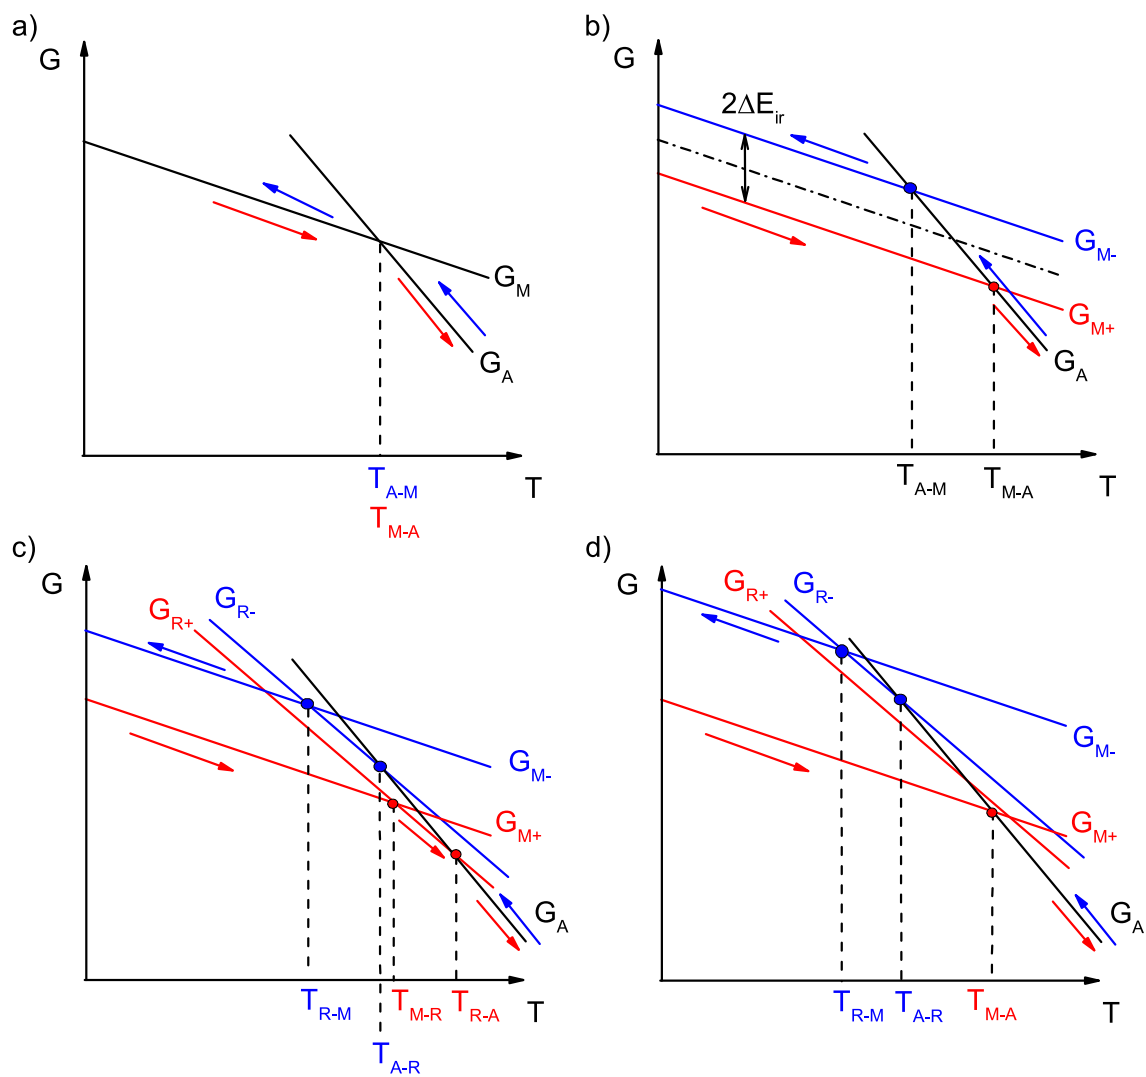 a)
G
G_M
G_A
T_A-M
T_M-A
T
b)
G
2ΔE_ir
G_M-
G_M+
G_A
T_A-M
T_M-A
T
c)
G
G_R+
G_R-
G_M-
G_M+
G_A
T_R-M
T_M-R
T_R-A
T
T_A-R
d)
G
G_R+
G_R-
G_M-
G_M+
G_A
T_R-M
T_A-R
T_M-A
T